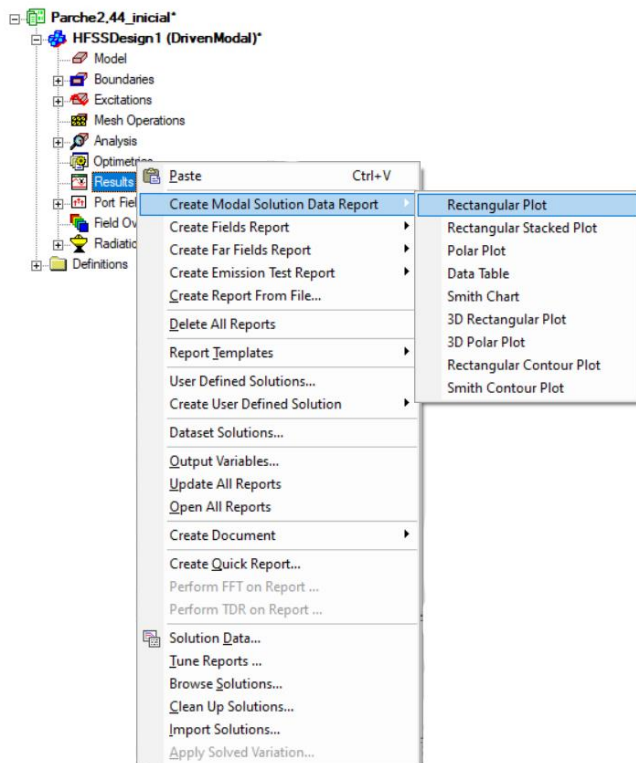 Parche2,44_inicial*
HFSSDesign1 (DrivenModal)*
Model
Boundaries
Excitations
Mesh Operations
Analysis
Optimetrics
Results
Port Fiel
Field Ov
Radiatio
Definitions
Paste Ctrl+V
Create Modal Solution Data Report
Create Fields Report
Create Far Fields Report
Create Emission Test Report
Create Report From File...
Delete All Reports
Report Templates
User Defined Solutions...
Create User Defined Solution
Dataset Solutions...
Output Variables...
Update All Reports
Open All Reports
Create Document
Create Quick Report...
Perform FFT on Report ...
Perform TDR on Report ...
Solution Data...
Tune Reports ...
Browse Solutions...
Clean Up Solutions...
Import Solutions...
Apply Solved Variation...
Rectangular Plot
Rectangular Stacked Plot
Polar Plot
Data Table
Smith Chart
3D Rectangular Plot
3D Polar Plot
Rectangular Contour Plot
Smith Contour Plot